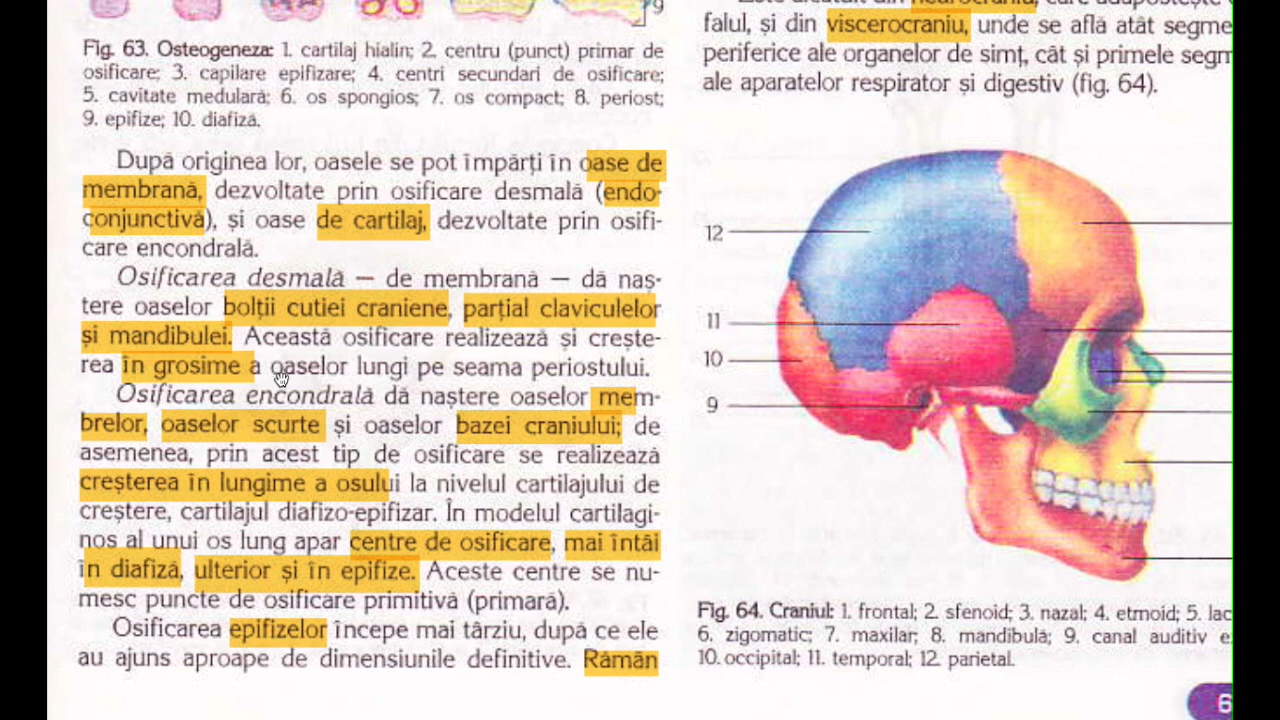 9
Fig. 63. Osteogeneza: 1. cartilaj hialin; 2. centru (punct) primar de
osificare; 3. capilare epifizare; 4. centri secundari de osificare;
5. cavitate medulară; 6. os spongios; 7. os compact; 8. periost;
9. epifize; 10. diafiză.
După originea lor, oasele se pot împărți în oase de
membrană, dezvoltate prin osificare desmală (endo-
conjunctivă), și oase de cartilaj, dezvoltate prin osifi-
care encondrală.
Osificarea desmală — de membrană — dă naș-
tere oaselor bolții cutiei craniene, parțial claviculelor
și mandibulei. Această osificare realizează și crește-
rea în grosime a oaselor lungi pe seama periostului.
Osificarea encondrală dă naștere oaselor mem-
brelor, oaselor scurte și oaselor bazei craniului; de
asemenea, prin acest tip de osificare se realizează
creșterea în lungime a osului la nivelul cartilajului de
creștere, cartilajul diafizo-epifizar. În modelul cartilagi-
nos al unui os lung apar centre de osificare, mai întâi
în diafiză, ulterior și în epifize. Aceste centre se nu-
mesc puncte de osificare primitivă (primară).
Osificarea epifizelor începe mai târziu, după ce ele
au ajuns aproape de dimensiunile definitive. Rămân
falul, și din viscerocraniu, unde se află atât segme
periferice ale organelor de simț, cât și primele segm
ale aparatelor respirator și digestiv (fig. 64).
12
11
10
9
Fig. 64. Craniul: 1. frontal; 2. sfenoid; 3. nazal; 4. etmoid; 5. lac
6. zigomatic; 7. maxilar; 8. mandibulă; 9. canal auditiv e
10. occipital; 11. temporal; 12. parietal.
6